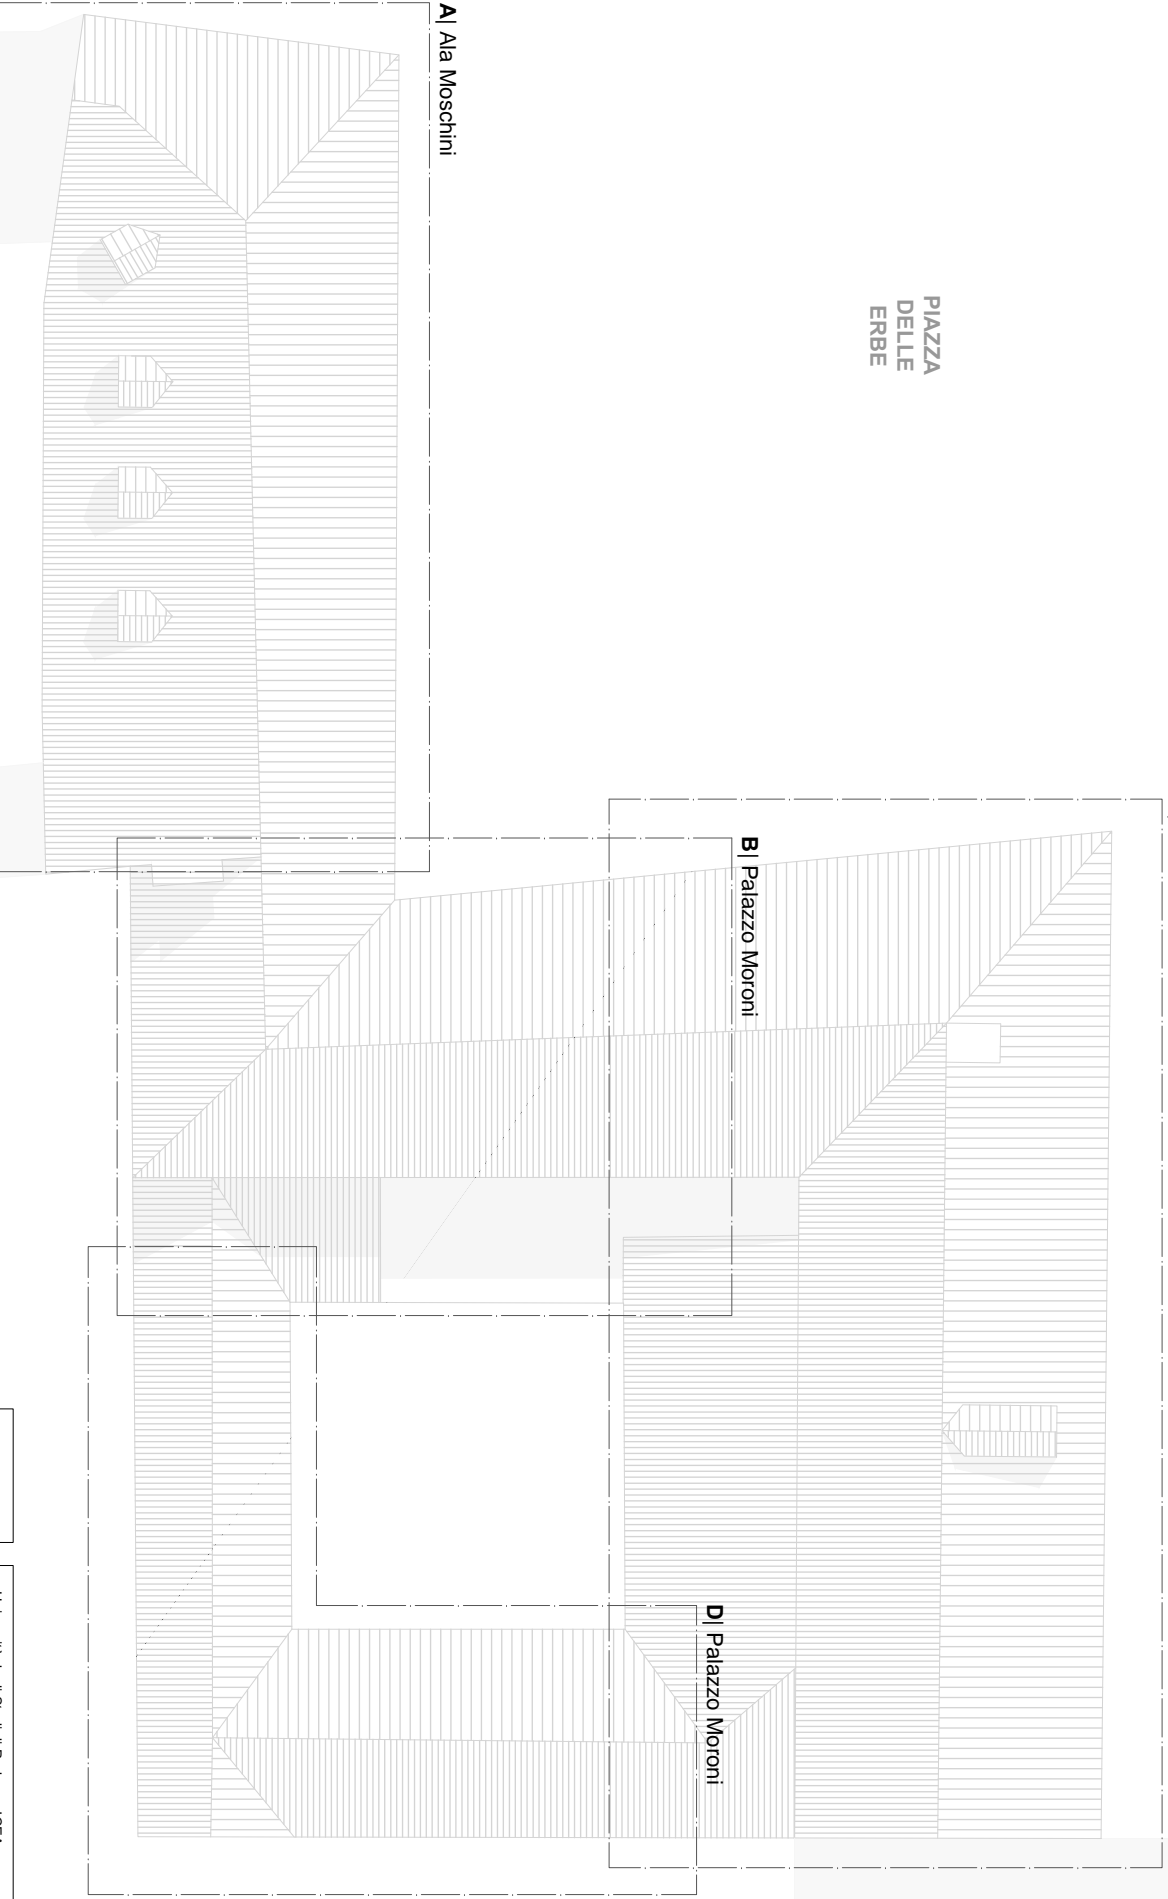 A| Ala Moschini
PIAZZA
DELLE
ERBE
B| Palazzo Moroni
D| Palazzo Moroni